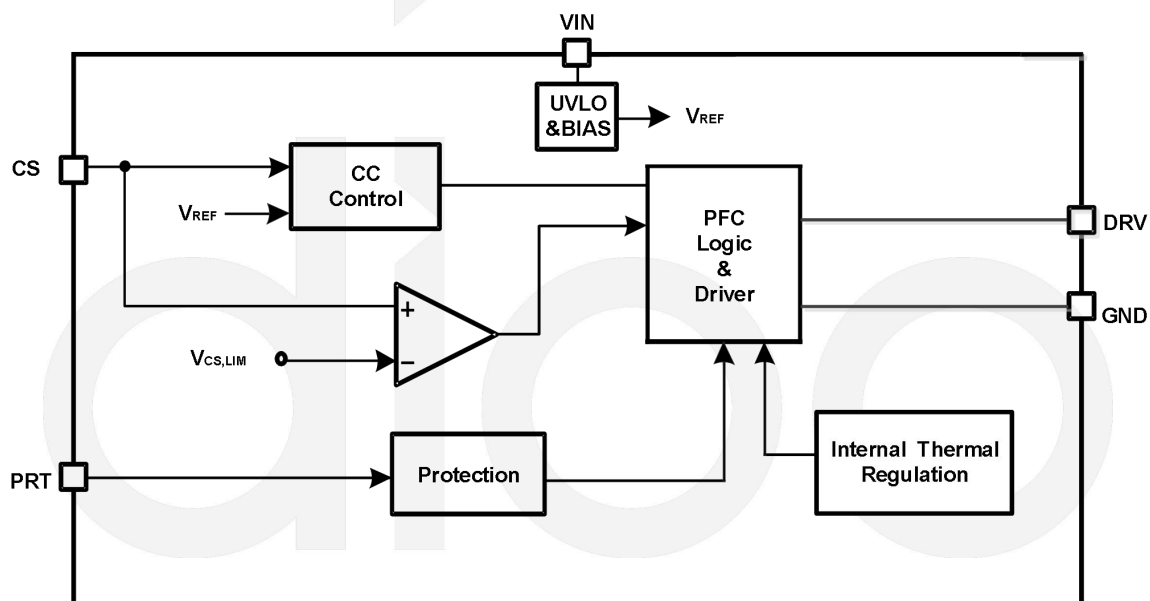 VIN
UVLO
&BIAS
VREF
CS
CC
Control
VREF
PFC
Logic
&
Driver
DRV
GND
+
VCS,LIM
−
PRT
Protection
Internal Thermal
Regulation
dioo